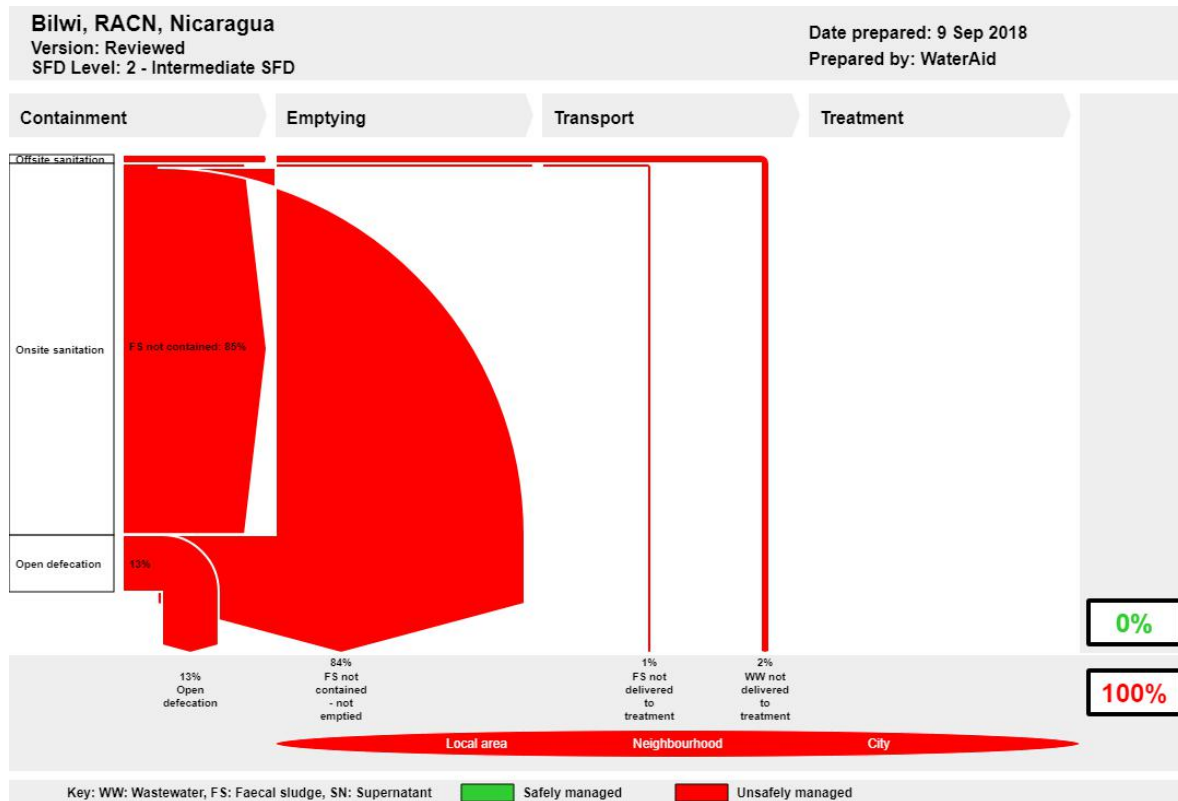 Bilwi, RACN, Nicaragua
Version: Reviewed
SFD Level: 2 - Intermediate SFD
Date prepared: 9 Sep 2018
Prepared by: WaterAid
Containment
Emptying
Transport
Treatment
Offsite sanitation
Onsite sanitation
FS not contained: 85%
Open defecation
13%
0%
100%
13%
Open
defecation
84%
FS not
contained
- not
emptied
1%
FS not
delivered
to
treatment
2%
WW not
delivered
to
treatment
Local area
Neighbourhood
City
Key: WW: Wastewater, FS: Faecal sludge, SN: Supernatant
Safely managed
Unsafely managed